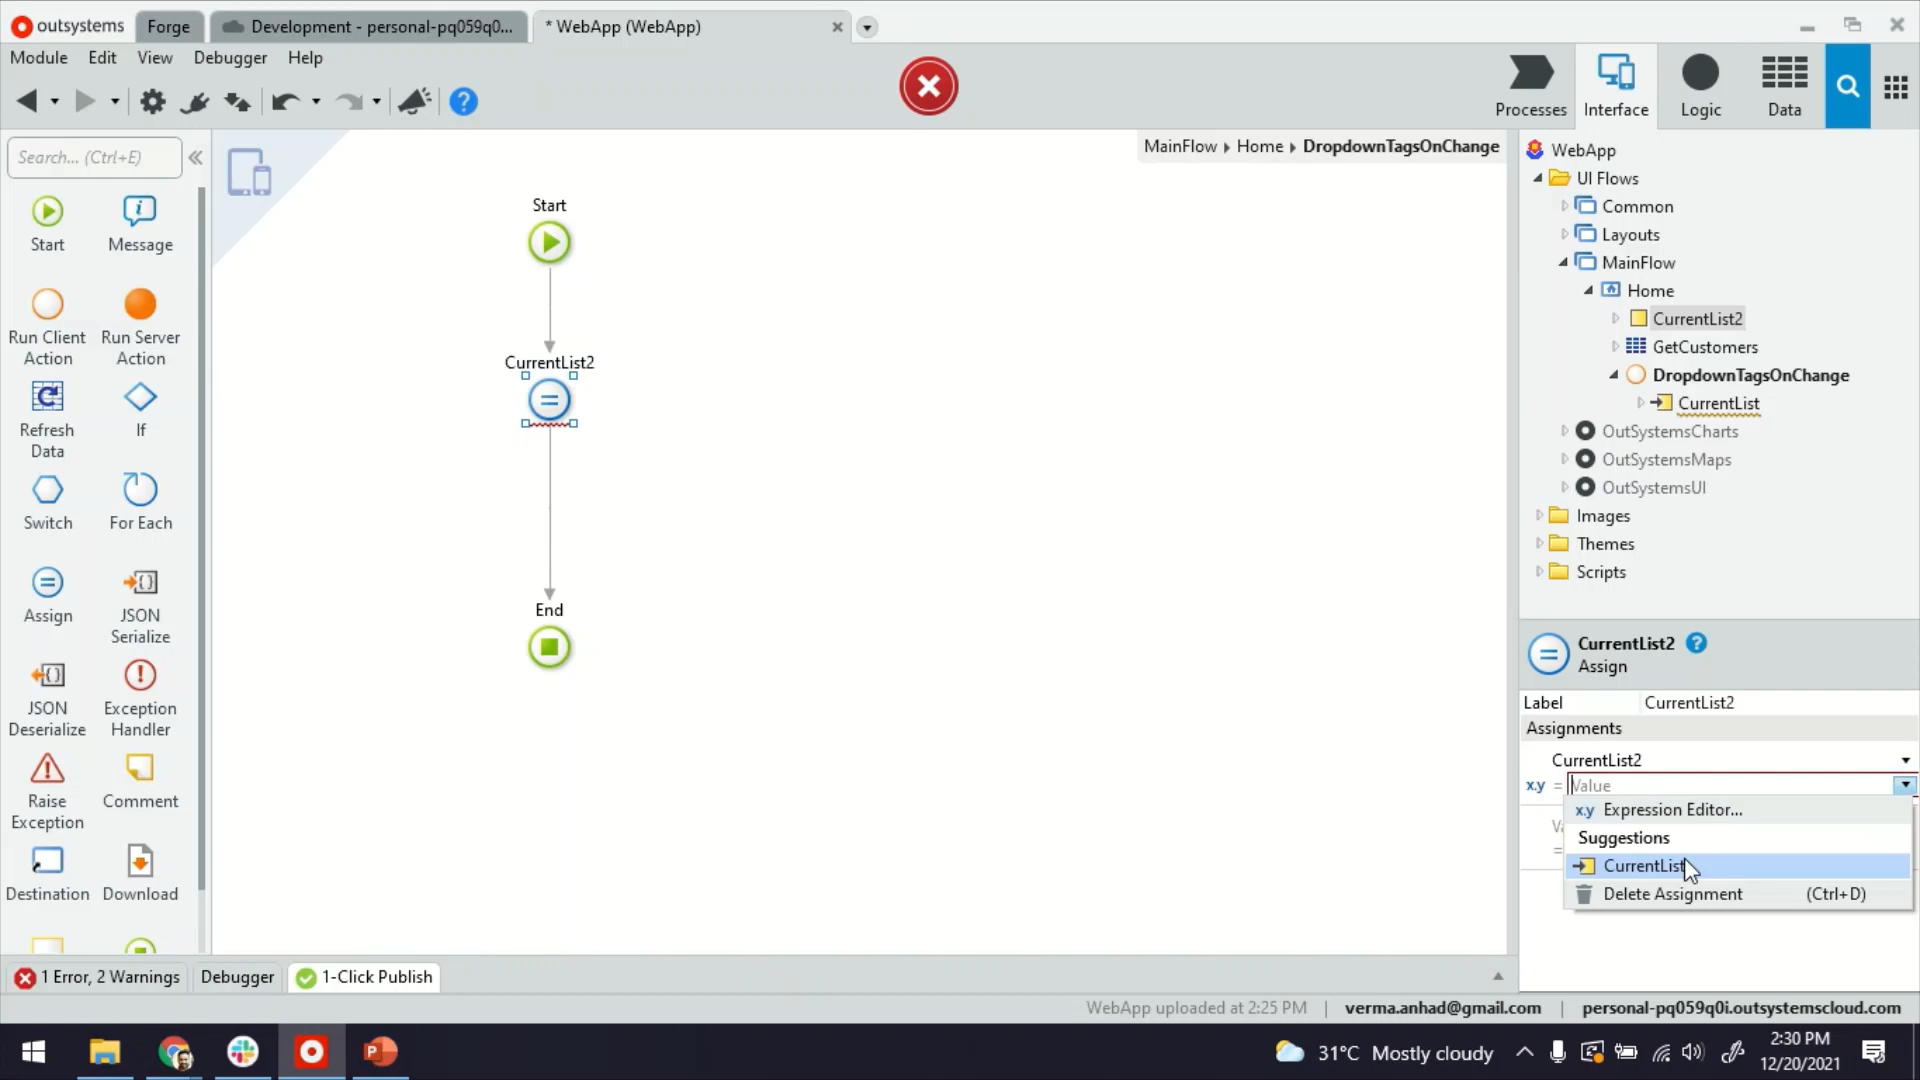 outsystems
Forge
Development - personal-pq059q0...
* WebApp (WebApp)
Module
Edit
View
Debugger
Help
Processes
Interface
Logic
Data
Search... (Ctrl+E)
MainFlow
Home
DropdownTagsOnChange
Start
Message
Run Client
Action
Run Server
Action
Refresh
Data
If
Switch
For Each
Assign
JSON
Serialize
JSON
Deserialize
Exception
Handler
Raise
Exception
Comment
Destination
Download
Start
CurrentList2
End
WebApp
UI Flows
Common
Layouts
MainFlow
Home
CurrentList2
GetCustomers
DropdownTagsOnChange
CurrentList
OutSystemsCharts
OutSystemsMaps
OutSystemsUI
Images
Themes
Scripts
CurrentList2
Assign
Label
CurrentList2
Assignments
CurrentList2
x.y = Value
x.y Expression Editor...
Suggestions
CurrentList
Delete Assignment (Ctrl+D)
=
1 Error, 2 Warnings
Debugger
1-Click Publish
WebApp uploaded at 2:25 PM
verma.anhad@gmail.com
personal-pq059q0i.outsystemscloud.com
31°C Mostly cloudy
2:30 PM
12/20/2021